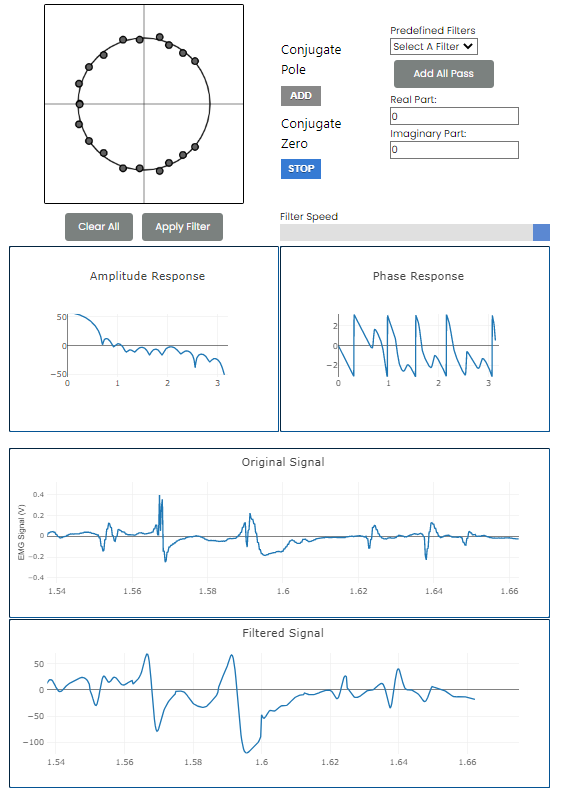 Conjugate
Pole
ADD
Conjugate
Zero
STOP
Predefined Filters
Select A Filter
Add All Pass
Real Part:
0
Imaginary Part:
0
Clear All
Apply Filter
Filter Speed
Amplitude Response
50
0
−50
0
1
2
3
Phase Response
2
0
−2
0
1
2
3
Original Signal
EMG Signal (V)
0.4
0.2
0
−0.2
−0.4
1.54
1.56
1.58
1.6
1.62
1.64
1.66
Filtered Signal
50
0
−50
−100
1.54
1.56
1.58
1.6
1.62
1.64
1.66